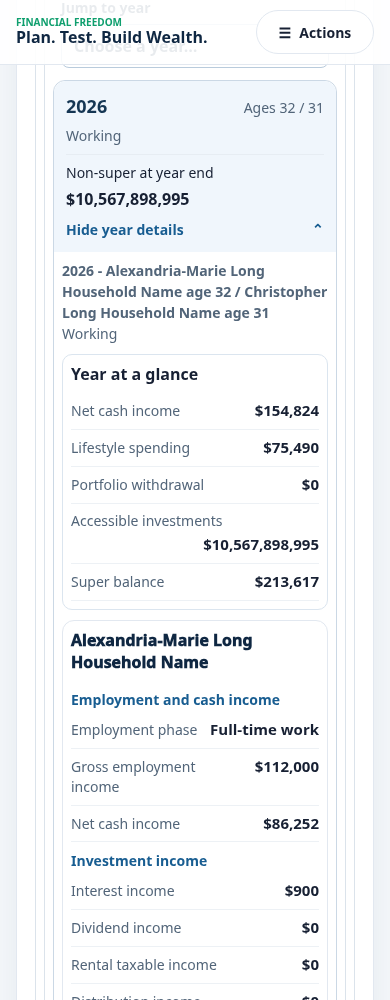 Jump to year
FINANCIAL FREEDOM
Plan. Test. Build Wealth.
☰ Actions
Choose a year...
2026
Ages 32 / 31
Working
Non-super at year end
$10,567,898,995
Hide year details
2026 - Alexandria-Marie Long
Household Name age 32 / Christopher
Long Household Name age 31
Working
Year at a glance
Net cash income $154,824
Lifestyle spending $75,490
Portfolio withdrawal $0
Accessible investments
$10,567,898,995
Super balance $213,617
Alexandria-Marie Long
Household Name
Employment and cash income
Employment phase Full-time work
Gross employment $112,000
income
Net cash income $86,252
Investment income
Interest income $900
Dividend income $0
Rental taxable income $0
Distribution income $0